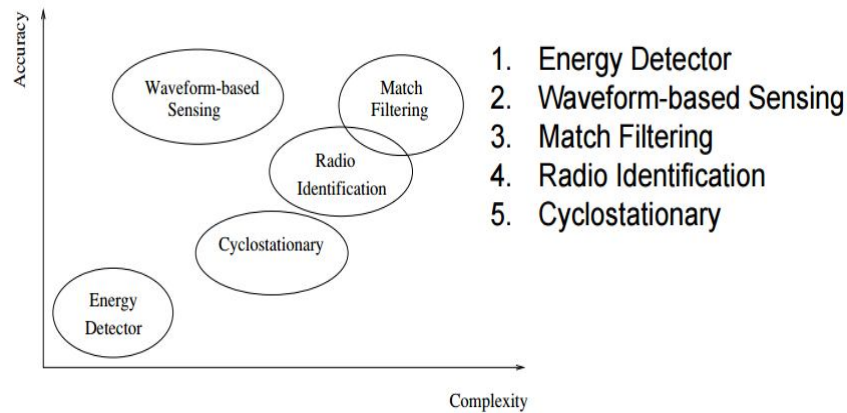 Accuracy
Waveform-based
Sensing
Match
Filtering
Radio
Identification
Cyclostationary
Energy
Detector
Complexity
1. Energy Detector
2. Waveform-based Sensing
3. Match Filtering
4. Radio Identification
5. Cyclostationary